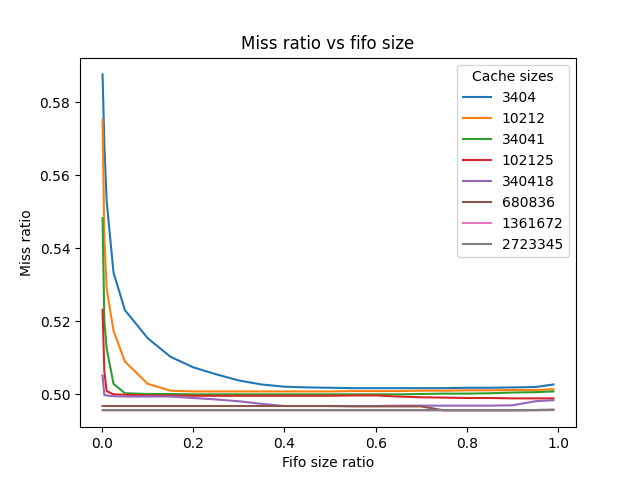 Miss ratio vs fifo size
Miss ratio
0.58
0.56
0.54
0.52
0.50
0.0 0.2 0.4 0.6 0.8 1.0
Fifo size ratio
Cache sizes
3404
10212
34041
102125
340418
680836
1361672
2723345